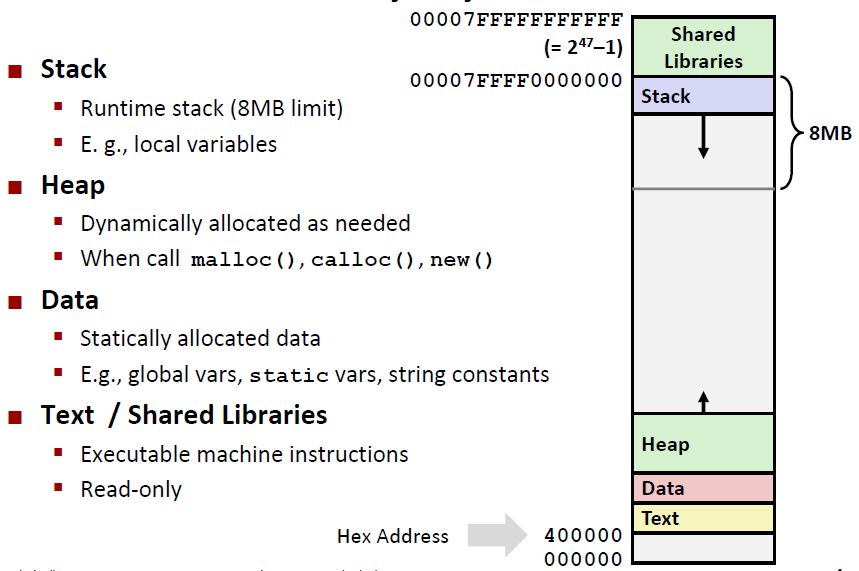 00007FFFFFFFFFFF
(= 2⁴⁷–1)
00007FFFF0000000
Stack
Runtime stack (8MB limit)
E. g., local variables
Heap
Dynamically allocated as needed
When call malloc(), calloc(), new()
Data
Statically allocated data
E.g., global vars, static vars, string constants
Text / Shared Libraries
Executable machine instructions
Read-only
Hex Address
400000
000000
Shared
Libraries
Stack
8MB
Heap
Data
Text